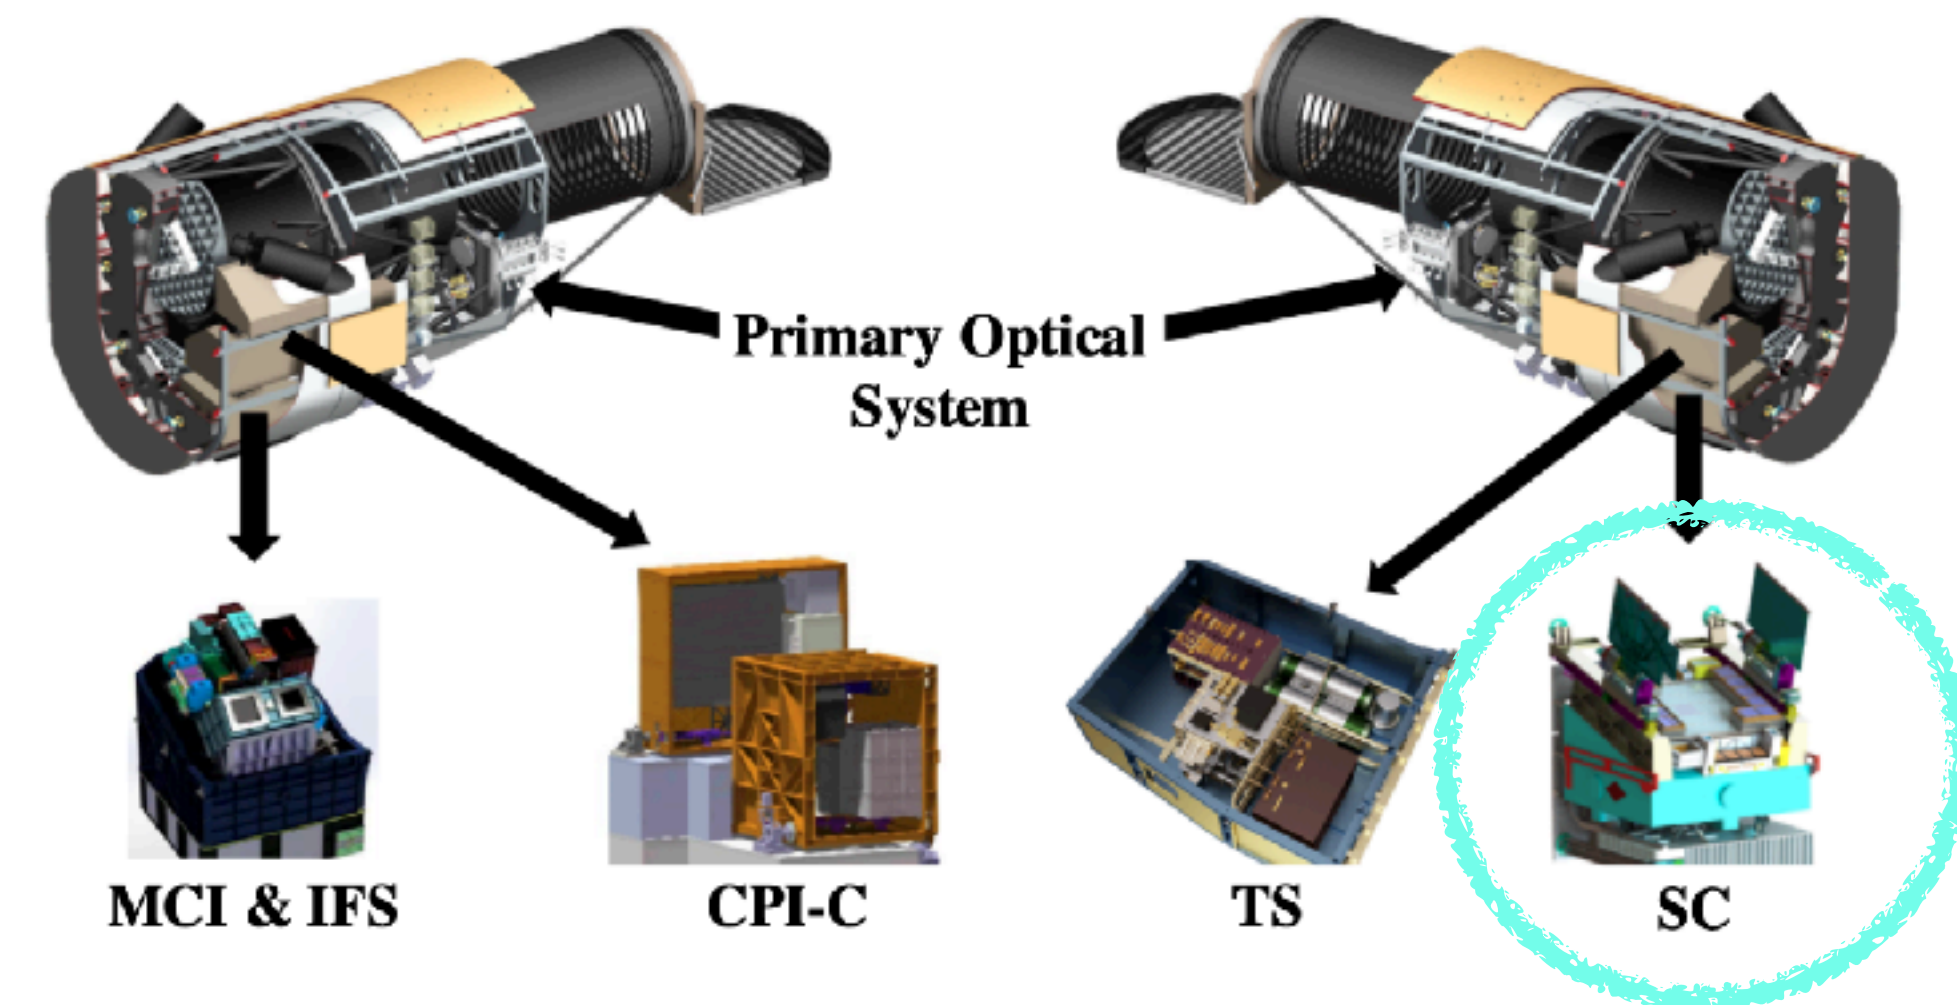 Primary Optical
System
MCI & IFS
CPI-C
TS
SC